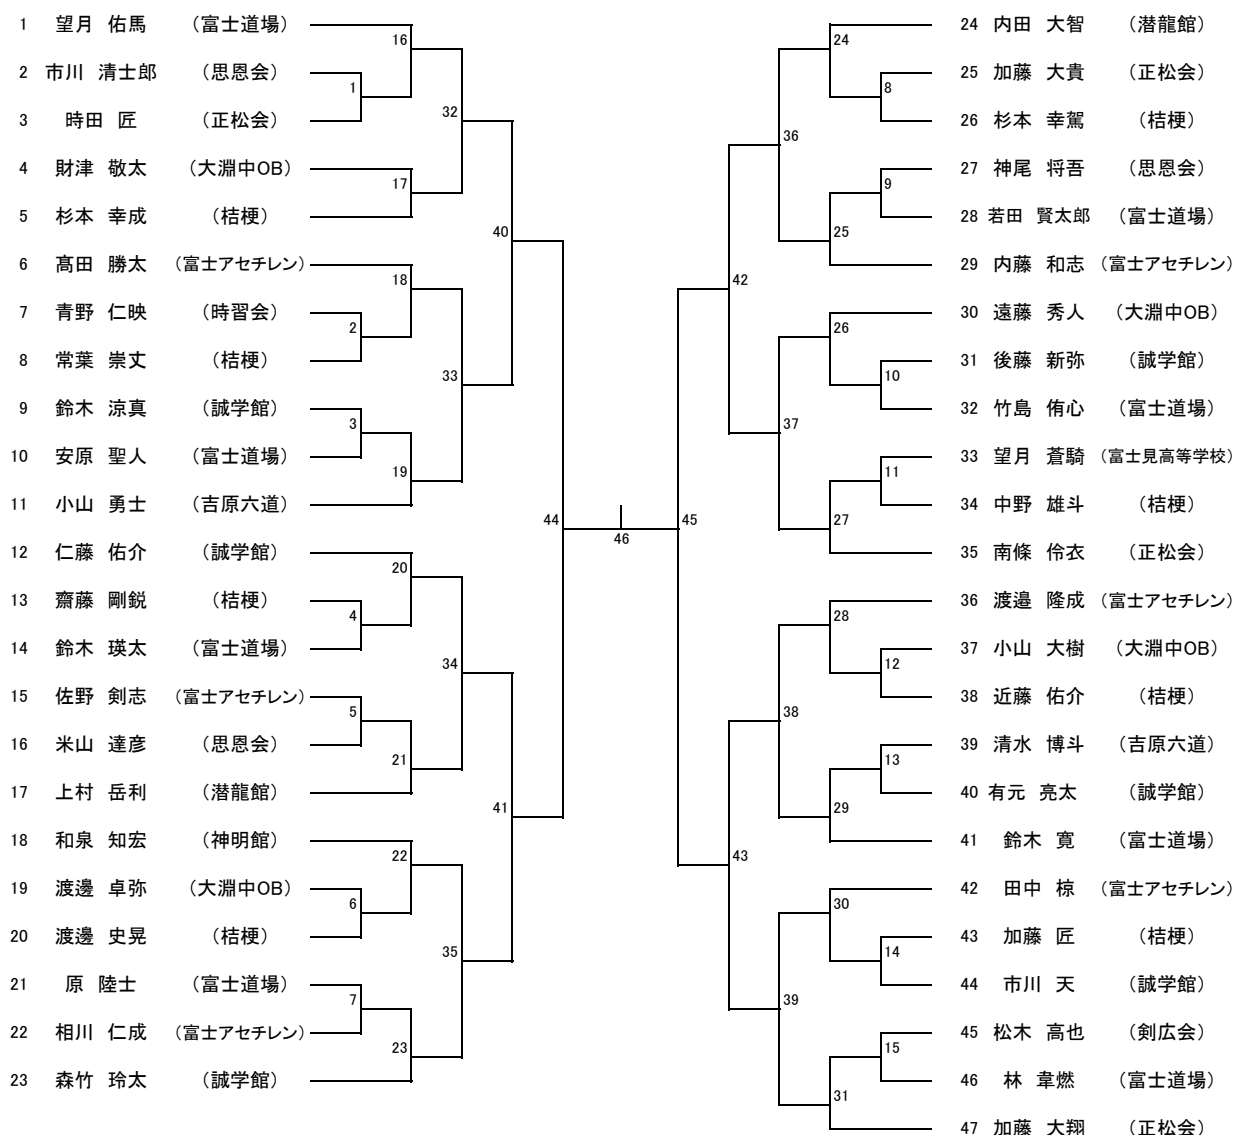 1 望月 佑馬 (富士道場)
2 市川 清士郎 (思恩会)
3 時田 匠 (正松会)
4 財津 敬太 (大淵中OB)
5 杉本 幸成 (桔梗)
6 髙田 勝太 (富士アセチレン)
7 青野 仁映 (時習会)
8 常葉 崇丈 (桔梗)
9 鈴木 涼真 (誠学館)
10 安原 聖人 (富士道場)
11 小山 勇士 (吉原六道)
12 仁藤 佑介 (誠学館)
13 齋藤 剛鋭 (桔梗)
14 鈴木 瑛太 (富士道場)
15 佐野 剣志 (富士アセチレン)
16 米山 達彦 (思恩会)
17 上村 岳利 (潜龍館)
18 和泉 知宏 (神明館)
19 渡邊 卓弥 (大淵中OB)
20 渡邊 史晃 (桔梗)
21 原 陸士 (富士道場)
22 相川 仁成 (富士アセチレン)
23 森竹 玲太 (誠学館)
16
1
17
18
2
3
19
20
4
5
21
22
6
7
23
32
33
34
35
40
41
44
46
45
42
43
36
37
38
39
24
8
9
25
26
10
11
27
28
12
13
29
30
14
15
31
24 内田 大智 (潜龍館)
25 加藤 大貴 (正松会)
26 杉本 幸駕 (桔梗)
27 神尾 将吾 (思恩会)
28 若田 賢太郎 (富士道場)
29 内藤 和志 (富士アセチレン)
30 遠藤 秀人 (大淵中OB)
31 後藤 新弥 (誠学館)
32 竹島 侑心 (富士道場)
33 望月 蒼騎 (富士見高等学校)
34 中野 雄斗 (桔梗)
35 南條 伶衣 (正松会)
36 渡邉 隆成 (富士アセチレン)
37 小山 大樹 (大淵中OB)
38 近藤 佑介 (桔梗)
39 清水 博斗 (吉原六道)
40 有元 亮太 (誠学館)
41 鈴木 寛 (富士道場)
42 田中 椋 (富士アセチレン)
43 加藤 匠 (桔梗)
44 市川 天 (誠学館)
45 松木 高也 (剣広会)
46 林 韋燃 (富士道場)
47 加藤 大翔 (正松会)